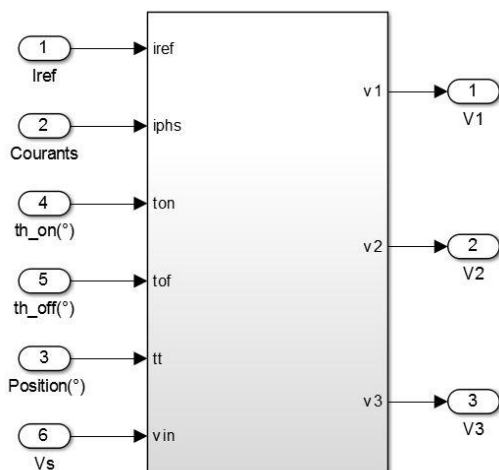 1
Iref
iref
2
Courants
iphs
4
th_on(°)
ton
5
th_off(°)
tof
3
Position(°)
tt
6
Vs
vin
v1
1
V1
v2
2
V2
v3
3
V3